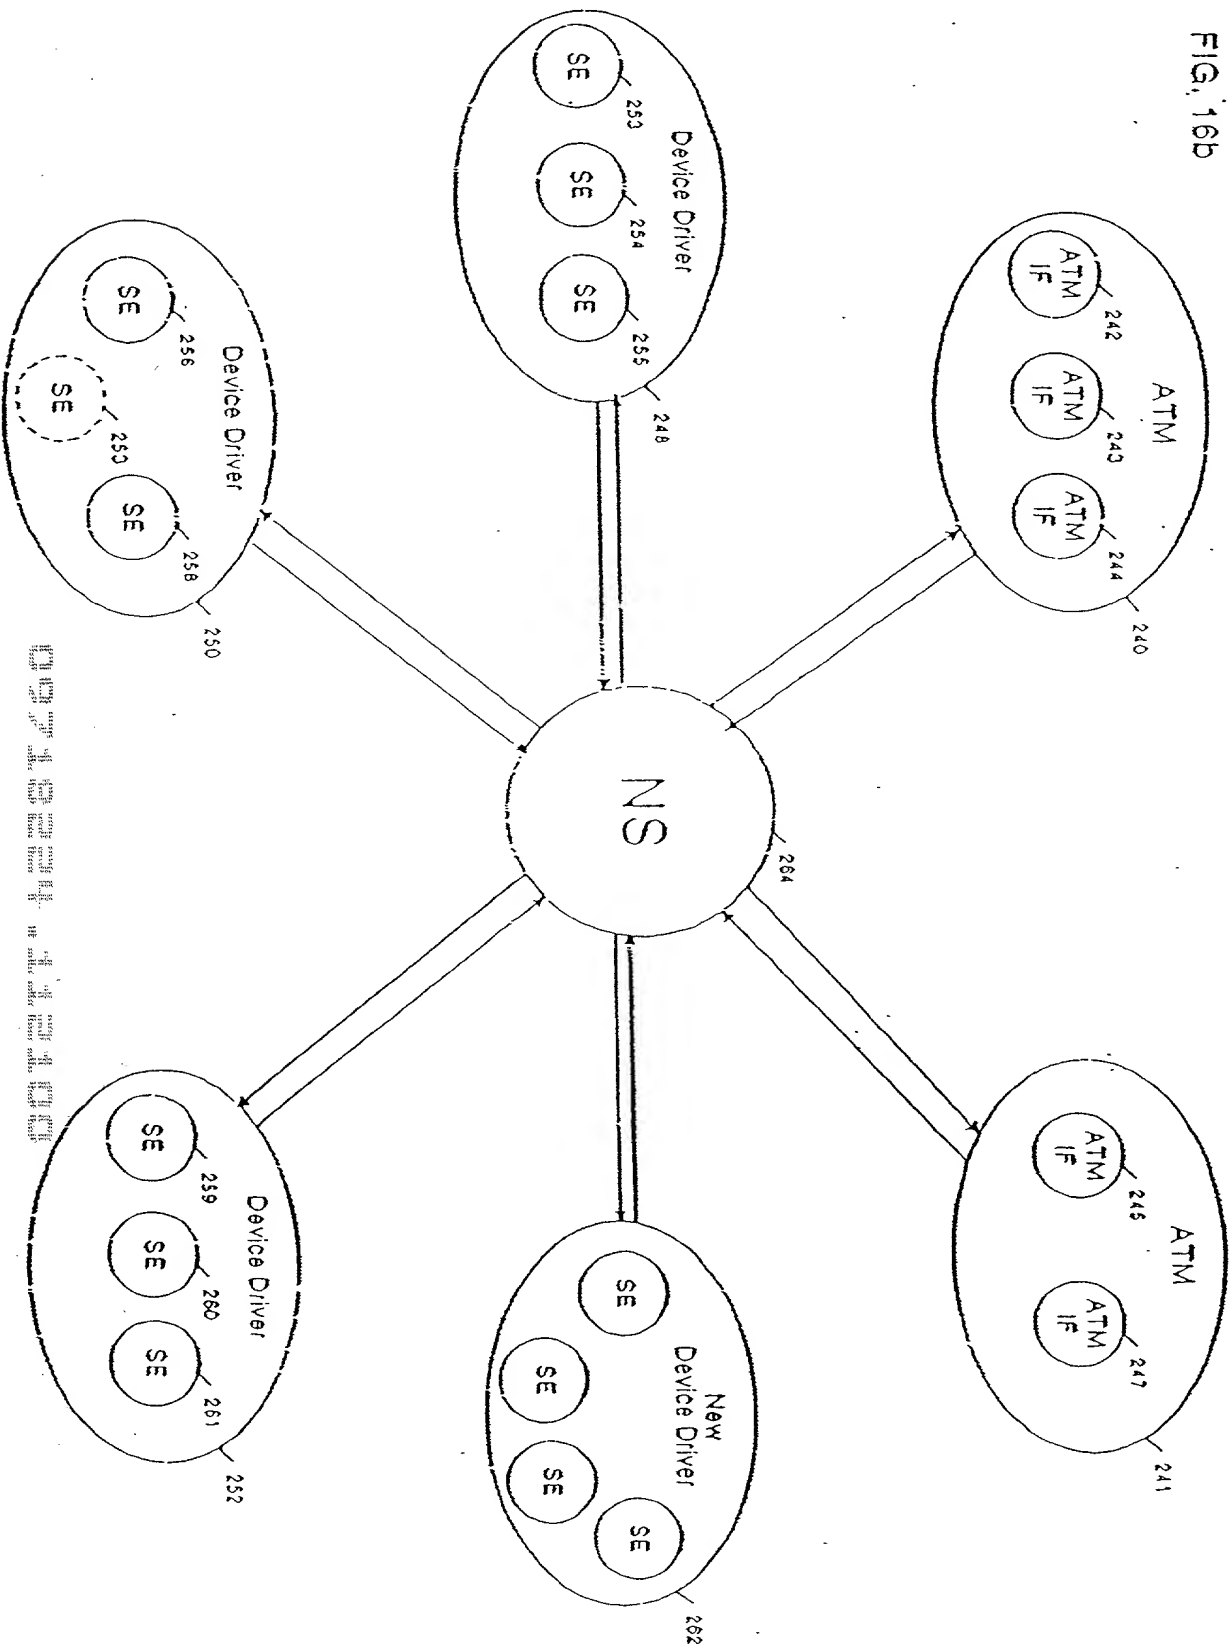 FIG. 16b
ATM
240
ATM
IF
242
ATM
IF
243
ATM
IF
244
ATM
241
ATM
IF
245
ATM
IF
247
Device Driver
248
SE
253
SE
254
SE
255
NS
264
New
Device Driver
262
SE
SE
SE
SE
Device Driver
250
SE
256
SE
253
SE
258
Device Driver
252
SE
259
SE
260
SE
261